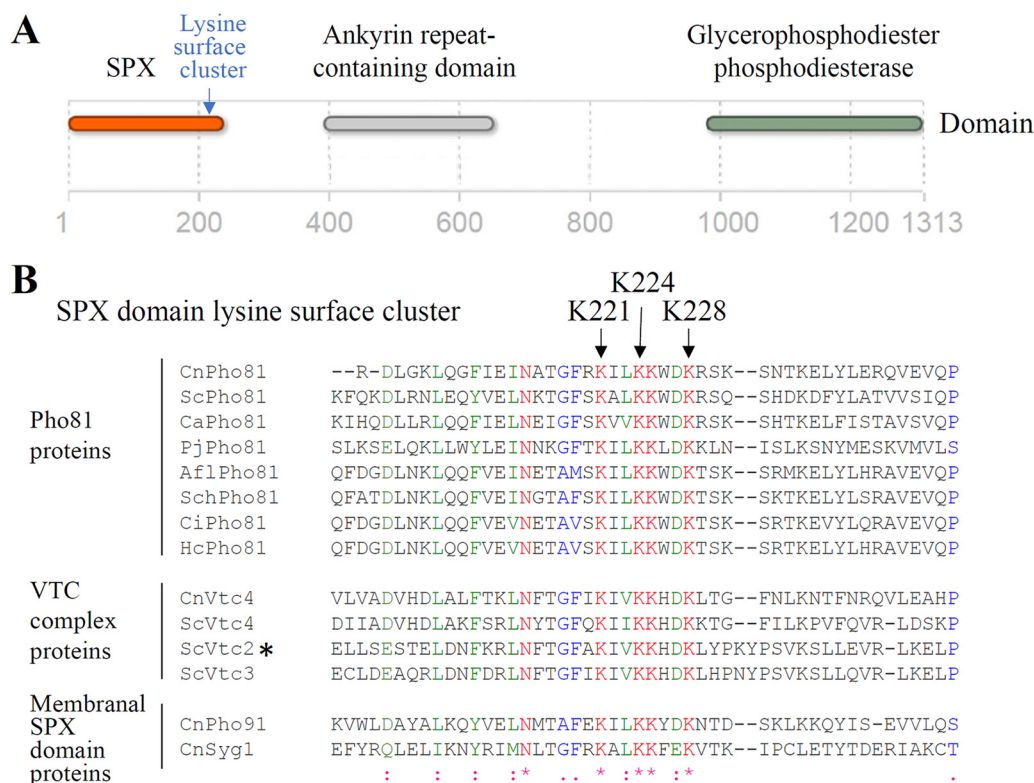 A
Lysine
surface
cluster
SPX
Ankyrin repeat-
containing domain
Glycerophosphodiester
phosphodiesterase
Domain
1 200 400 600 800 1000 1200 1313
B
SPX domain lysine surface cluster
K221 K224 K228
Pho81
proteins
CnPho81 --R-DLGKLQGFIEINATGFRKILKKWDKRSK--SNTKELYLERQVEVQP
ScPho81 KFQKDLRNLEQYVELNKTGFSKALKKWDKRSQ--SHDKDFYLATVVSIQP
CaPho81 KIHQDLLRLQQFIELNEIGFSKVVKKWDKRSK--SHTKELFISTAVSVQP
PjPho81 SLKSELQKLLWYLEINNKGFTKILKKLDKKLN--ISLKSNYMESKVMVLS
AflPho81 QFDGDLNKLQQFVEINETAMSKILKKWDKTSK--SRMKELYLHRAVEVQP
SchPho81 QFATDLNKLQQFVEINGTAFSKILKKWDKTSK--SKTKELYLSRAVEVQP
CiPho81 QFDGDLNKLQQFVEVNETAVSKILKKWDKTSK--SRTKEVYLQRAVEVQP
HcPho81 QFDGDLNKLQQFVEVNETAVSKILKKWDKTSK--SRTKELYLHRAVEVQP
VTC
complex
proteins
CnVtc4 VLVADVHDLALFTKLNFTGFIKIVKKHDKLTG--FNLKNTFNRQVLEAHP
ScVtc4 DIIADVHDLAKFSRLNYTGFQKIIKKHDKKTG--FILKPVFQVR-LDSKP
ScVtc2 * ELLSESTELDNFKRLNFTGFAKIVKKHDKLYPKYPSVKSLLEVR-LKELP
ScVtc3 ECLDEAQRLDNFDRLNFTGFIKIVKKHDKLHPNYPSVKSLLQVR-LKELP
Membranal
SPX
domain
proteins
CnPho91 KVWLDAYALKQYVELNMTAFEKILKKYDKNTD--SKLKKQYIS-EVVLQS
CnSyg1 EFYRQLELIKNYRIMNLTGFRKALKKFEKVTK--IPCLETYTDERIAKCT
: : : :* .. * :** :* .